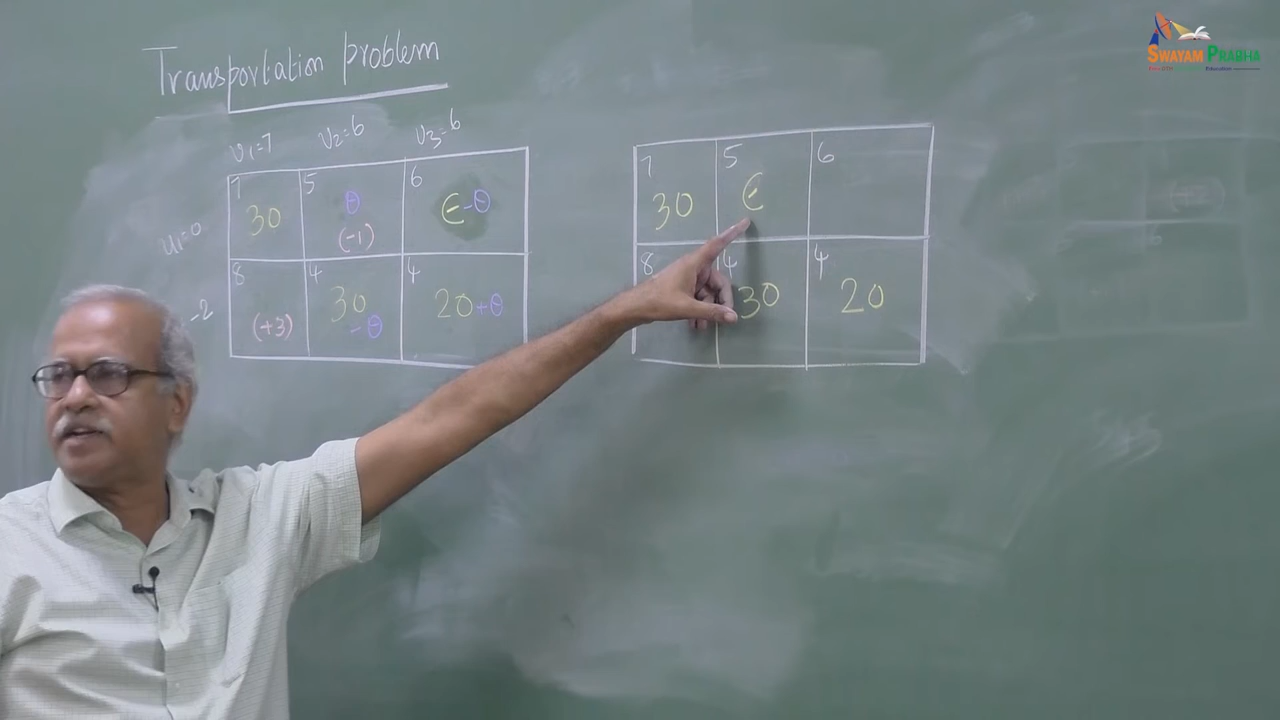 SWAYAM PRABHA
Transportation problem
v1=7 v2=6 v3=6
u1=0
7 5 6
30 θ ε-θ
(-1)
-2
8 4 4
(+3) 30 20+θ
-θ
7 5 6
30 ε
8 4 4
30 20